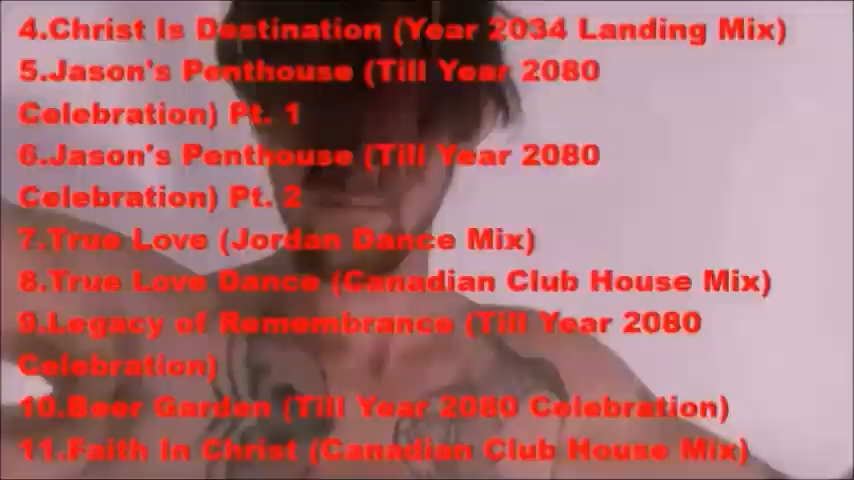 4.Christ Is Destination (Year 2034 Landing Mix)
5.Jason's Penthouse (Till Year 2080
Celebration) Pt. 1
6.Jason's Penthouse (Till Year 2080
Celebration) Pt. 2
7.True Love (Jordan Dance Mix)
8.True Love Dance (Canadian Club House Mix)
9.Legacy of Remembrance (Till Year 2080
Celebration)
10.Beer Garden (Till Year 2080 Celebration)
11.Faith In Christ (Canadian Club House Mix)